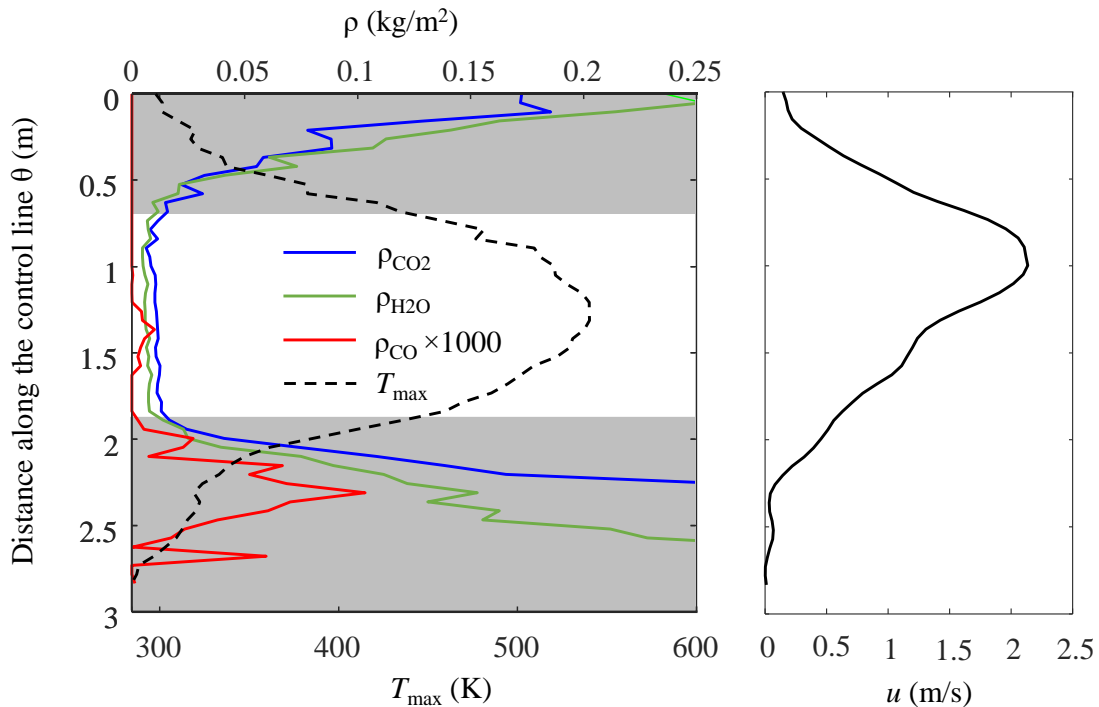 ρ (kg/m²)
0 0.05 0.1 0.15 0.2 0.25
Distance along the control line θ (m)
0
0.5
1
1.5
2
2.5
3
ρCO2
ρH2O
ρCO ×1000
Tmax
300 400 500 600
Tmax (K)
0 0.5 1 1.5 2 2.5
u (m/s)